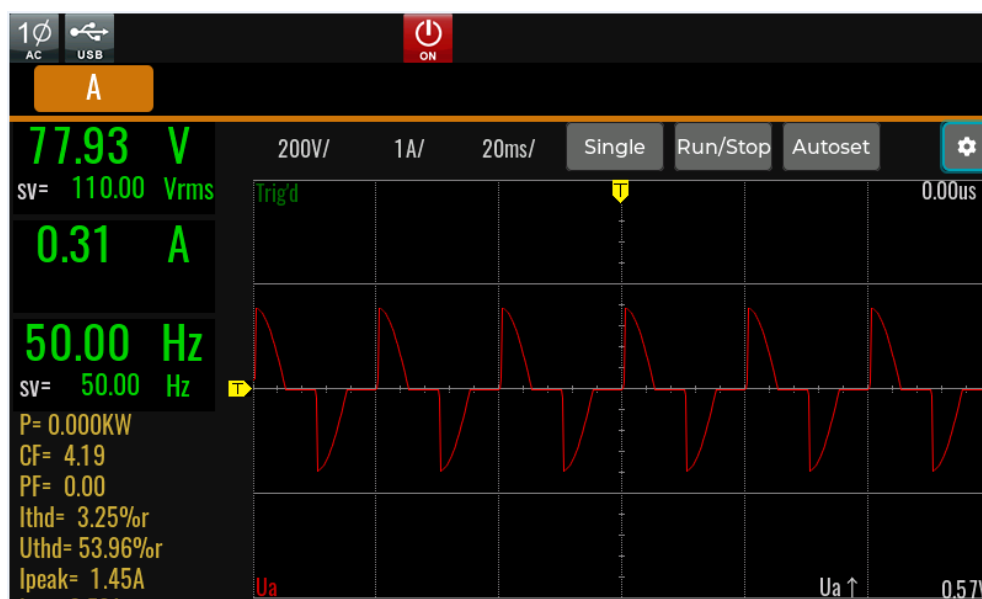 1Ø
AC
USB
ON
A
77.93 V
SV= 110.00 Vrms
0.31 A
50.00 Hz
SV= 50.00 Hz
P= 0.000KW
CF= 4.19
PF= 0.00
Ithd= 3.25%r
Uthd= 53.96%r
Ipeak= 1.45A
200V/ 1A/ 20ms/ Single Run/Stop Autoset
Trig'd T 0.00us
T
Ua Ua ↑ 0.57V